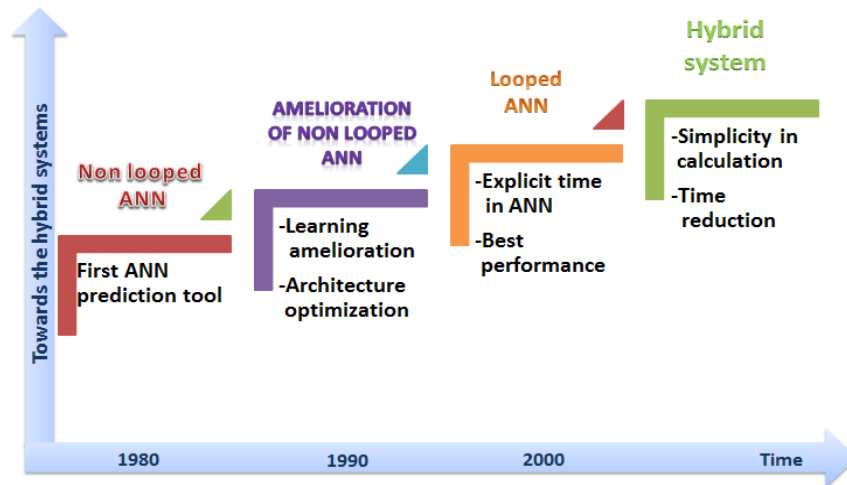 Towards the hybrid systems
Non looped
ANN
First ANN
prediction tool
AMELIORATION
OF NON LOOPED
ANN
-Learning
amelioration
-Architecture
optimization
Looped
ANN
-Explicit time
in ANN
-Best
performance
Hybrid
system
-Simplicity in
calculation
-Time
reduction
1980
1990
2000
Time